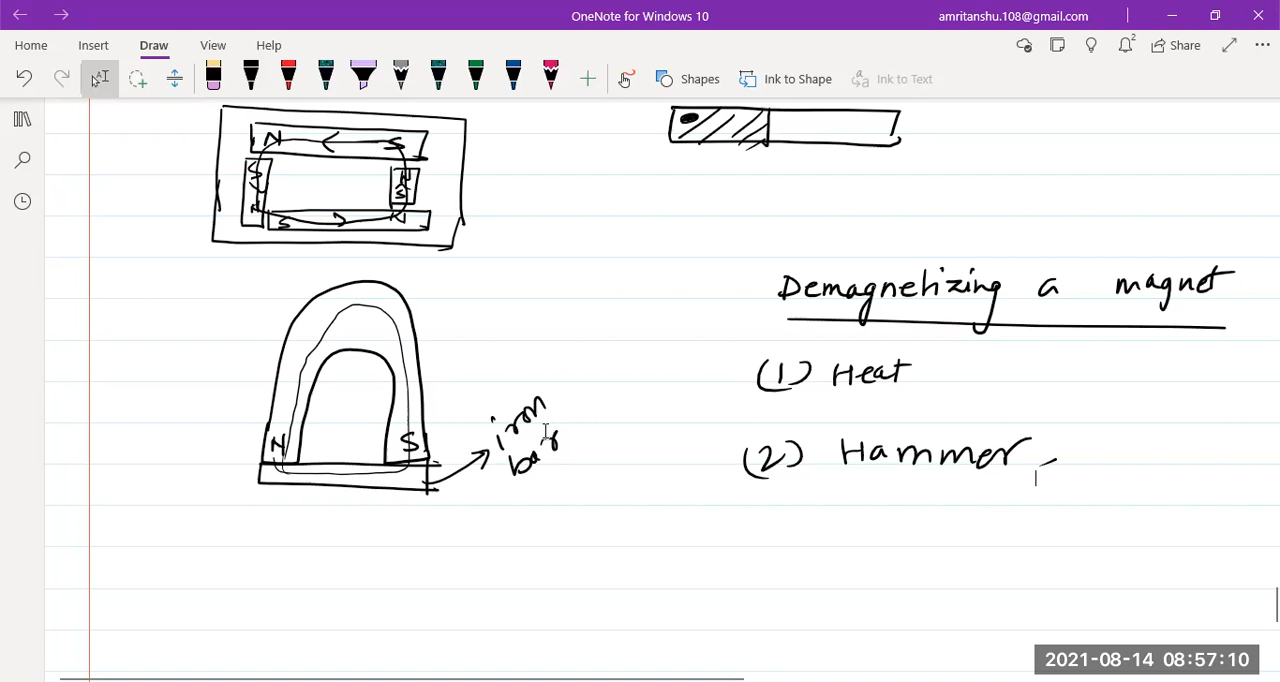 OneNote for Windows 10
amritanshu.108@gmail.com
Home Insert Draw View Help
Share
Shapes
Ink to Shape
Ink to Text
N S
S N
N S
S N
Demagnetizing a magnet
(1) Heat
N S
iron
bar
(2) Hammer
2021-08-14 08:57:10